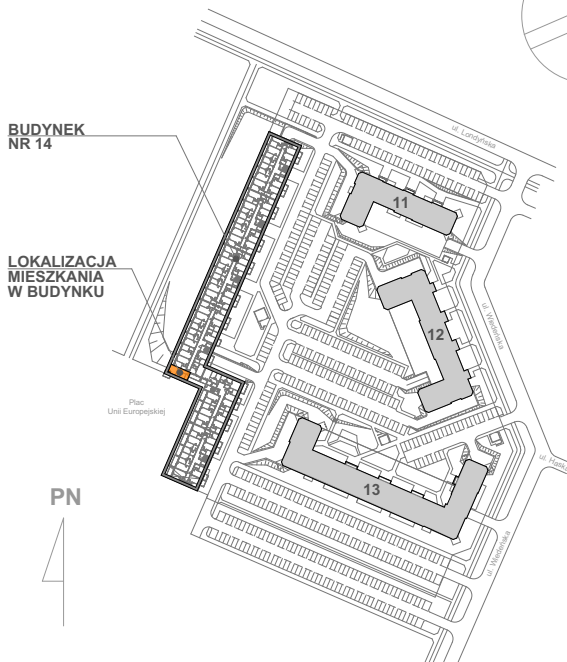 ul. Londyńska
BUDYNEK
NR 14
11
LOKALIZACJA
MIESZKANIA
W BUDYNKU
12
ul. Wiedeńska
Plac
Unii Europejskiej
13
PN
ul. Wiedeńska